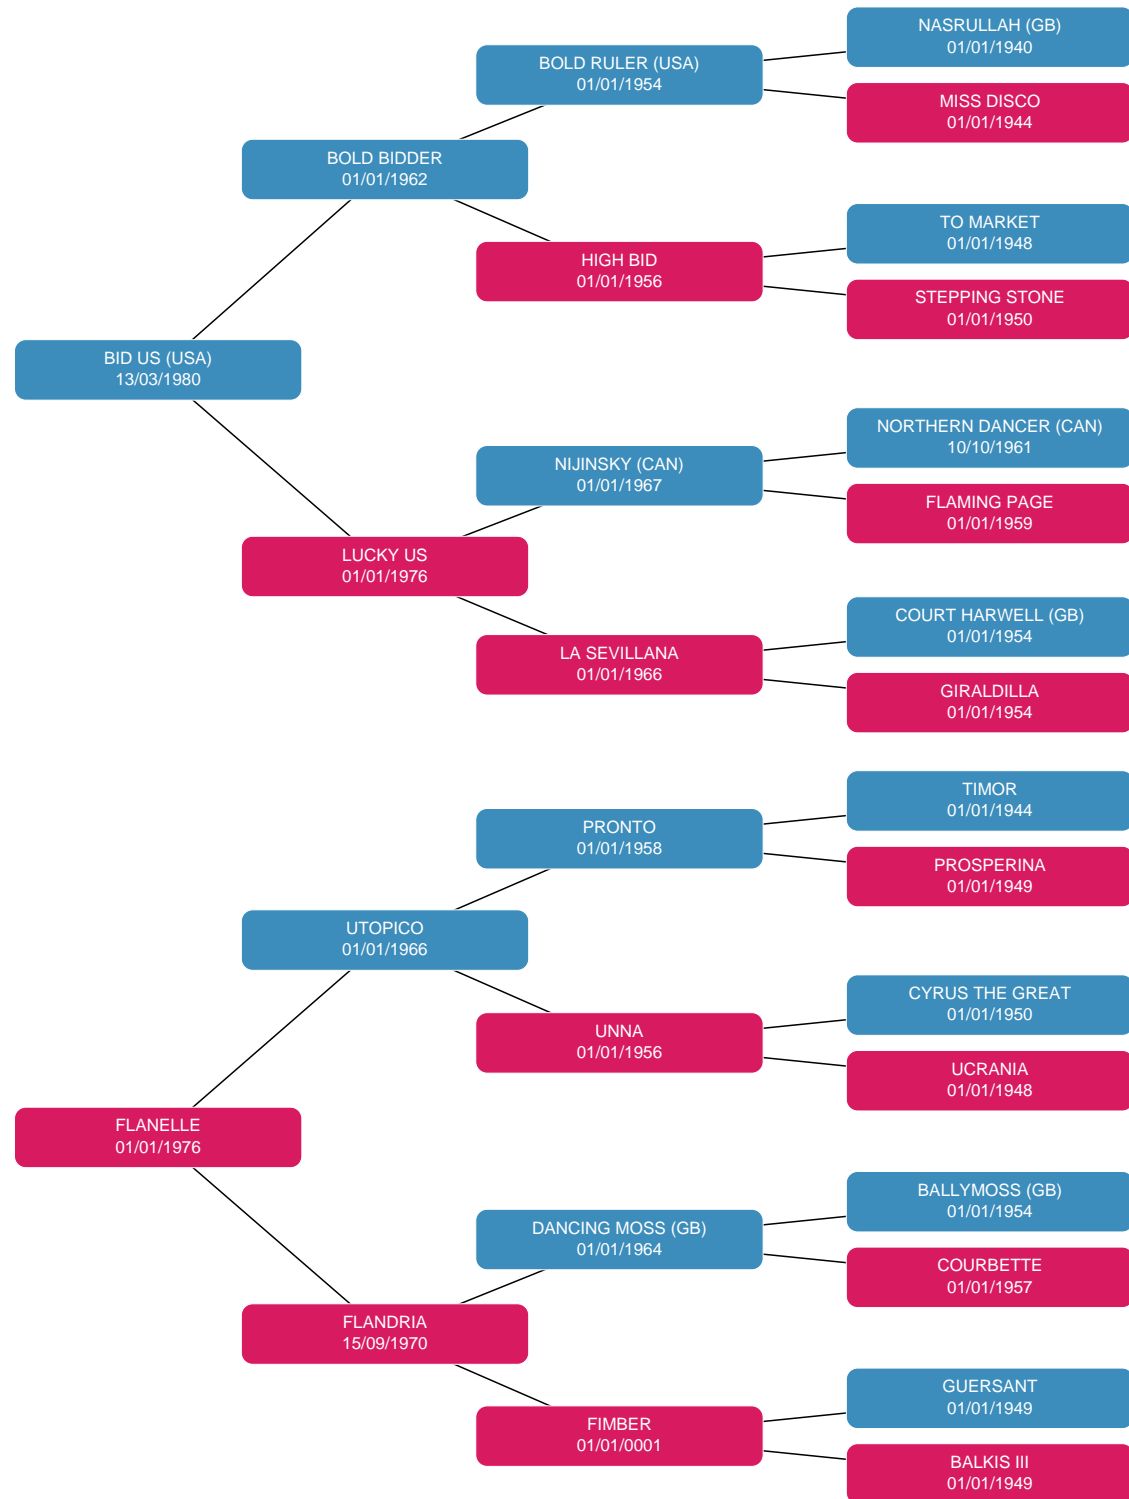 NASRULLAH (GB)
01/01/1940
BOLD RULER (USA)
01/01/1954
MISS DISCO
01/01/1944
BOLD BIDDER
01/01/1962
TO MARKET
01/01/1948
HIGH BID
01/01/1956
STEPPING STONE
01/01/1950
BID US (USA)
13/03/1980
NORTHERN DANCER (CAN)
10/10/1961
NIJINSKY (CAN)
01/01/1967
FLAMING PAGE
01/01/1959
LUCKY US
01/01/1976
COURT HARWELL (GB)
01/01/1954
LA SEVILLANA
01/01/1966
GIRALDILLA
01/01/1954
TIMOR
01/01/1944
PRONTO
01/01/1958
PROSPERINA
01/01/1949
UTOPICO
01/01/1966
CYRUS THE GREAT
01/01/1950
UNNA
01/01/1956
UCRANIA
01/01/1948
FLANELLE
01/01/1976
BALLYMOSS (GB)
01/01/1954
DANCING MOSS (GB)
01/01/1964
COURBETTE
01/01/1957
FLANDRIA
15/09/1970
GUERSANT
01/01/1949
FIMBER
01/01/0001
BALKIS III
01/01/1949